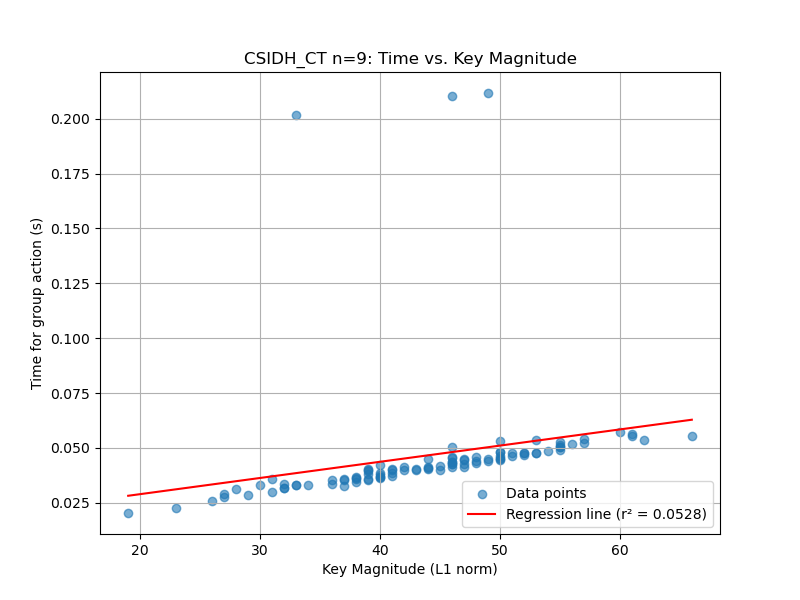 CSIDH_CT n=9: Time vs. Key Magnitude
Time for group action (s)
0.200
0.175
0.150
0.125
0.100
0.075
0.050
0.025
Data points
Regression line (r² = 0.0528)
20 30 40 50 60
Key Magnitude (L1 norm)